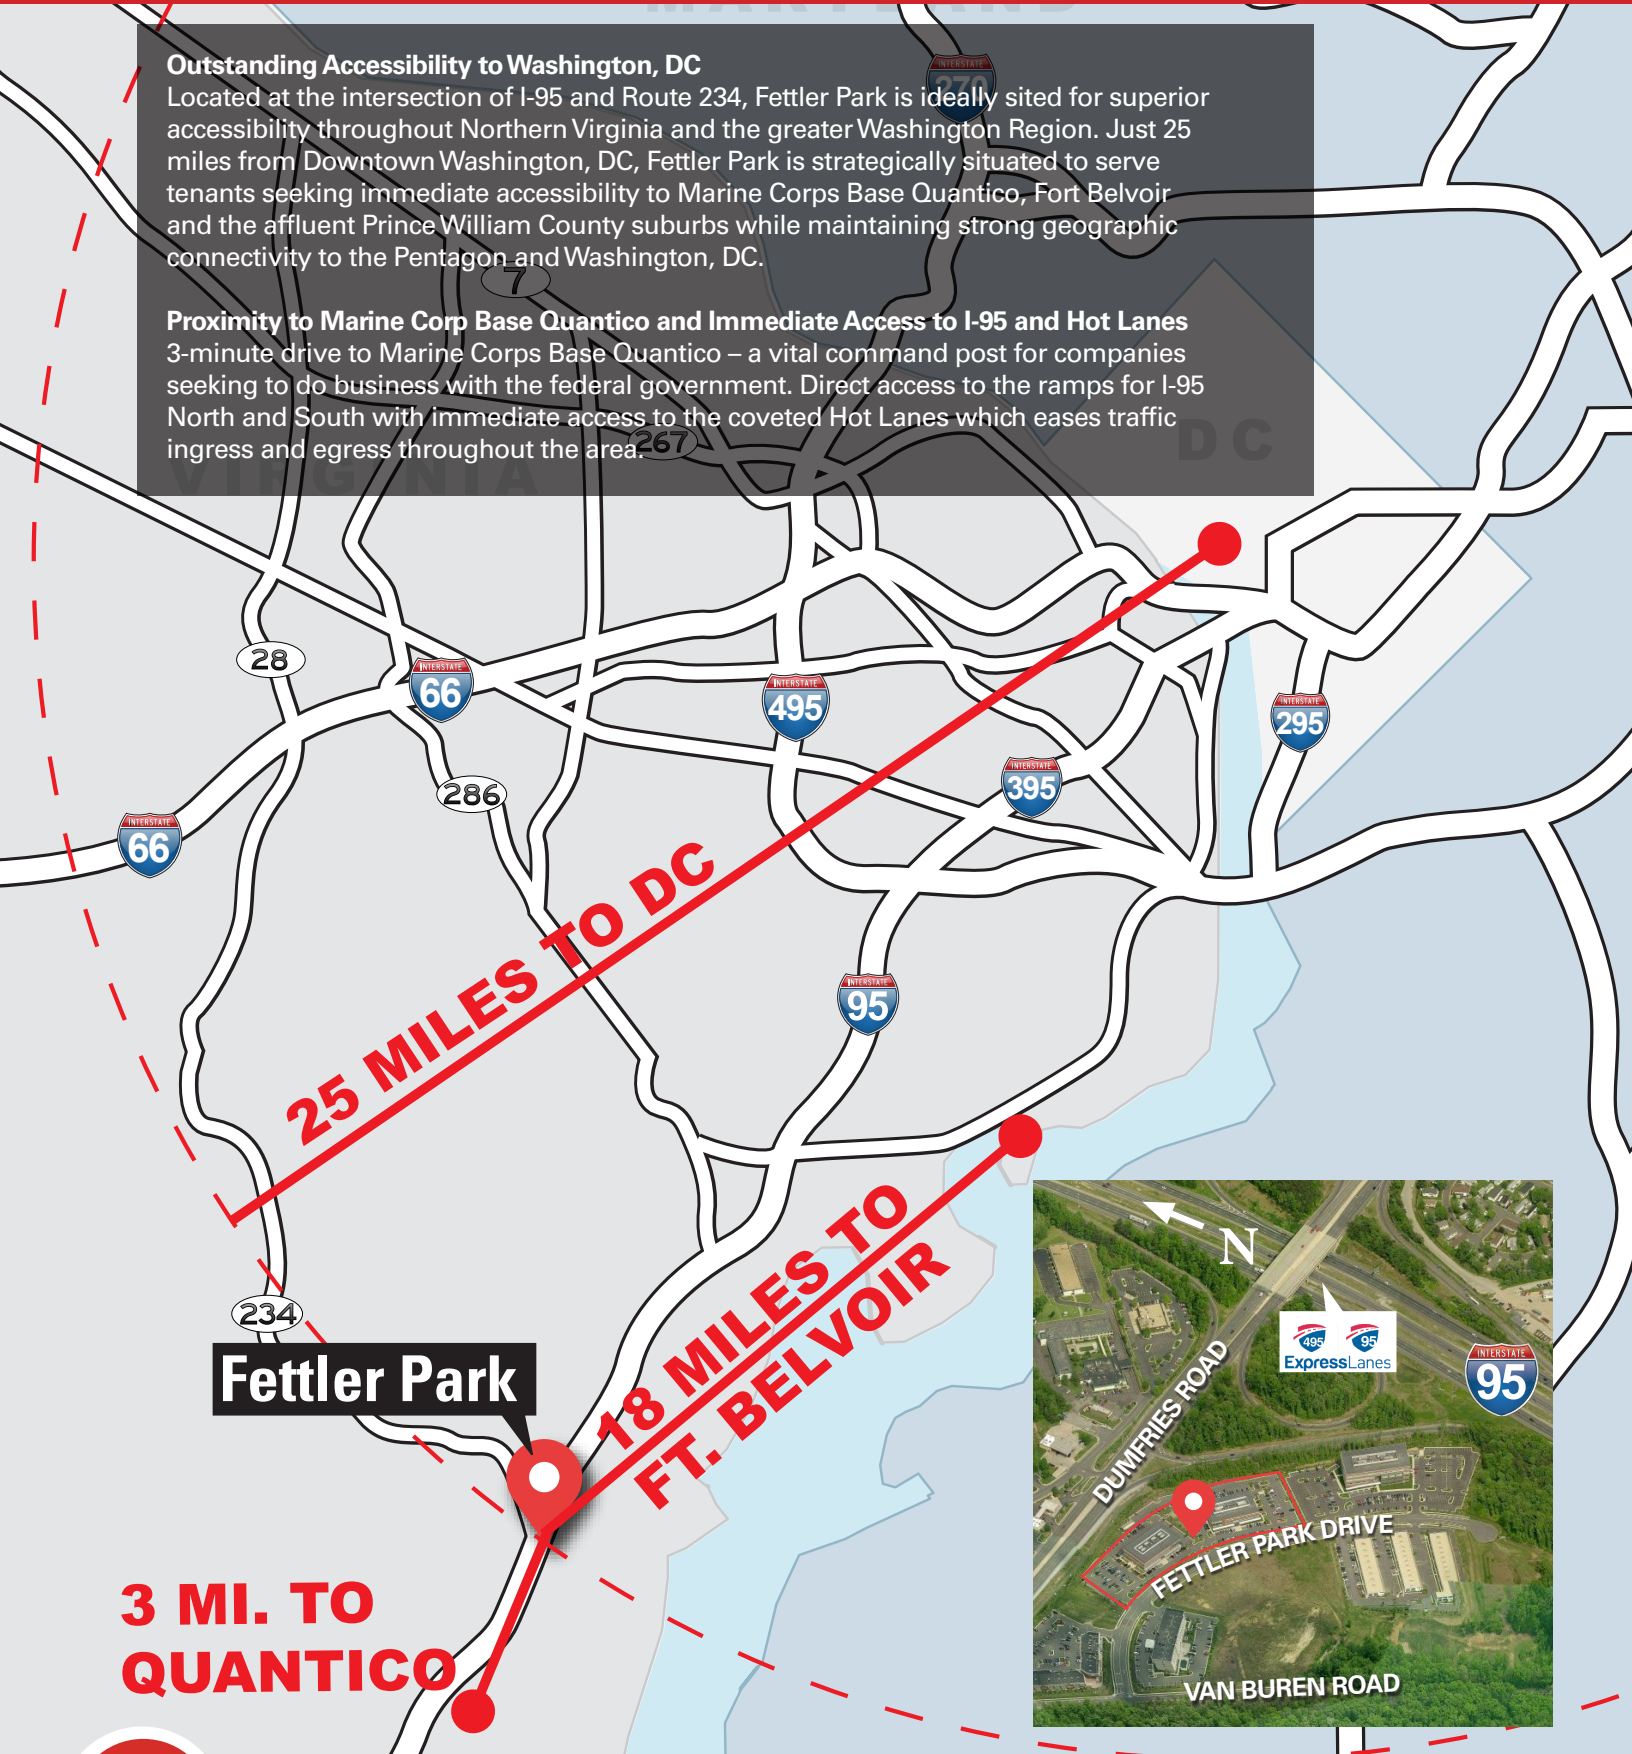 MARYLAND
Outstanding Accessibility to Washington, DC
Located at the intersection of I-95 and Route 234, Fettler Park is ideally sited for superior
accessibility throughout Northern Virginia and the greater Washington Region. Just 25
miles from Downtown Washington, DC, Fettler Park is strategically situated to serve
tenants seeking immediate accessibility to Marine Corps Base Quantico, Fort Belvoir
and the affluent Prince William County suburbs while maintaining strong geographic
connectivity to the Pentagon and Washington, DC.
Proximity to Marine Corp Base Quantico and Immediate Access to I-95 and Hot Lanes
3-minute drive to Marine Corps Base Quantico – a vital command post for companies
seeking to do business with the federal government. Direct access to the ramps for I-95
North and South with immediate access to the coveted Hot Lanes which eases traffic
ingress and egress throughout the area.
INTERSTATE
270
7
267
VIRGINIA
DC
28
INTERSTATE
66
INTERSTATE
495
INTERSTATE
295
INTERSTATE
395
286
INTERSTATE
66
25 MILES TO DC
INTERSTATE
95
234
Fettler Park
18 MILES TO
FT. BELVOIR
3 MI. TO
QUANTICO
N
495
95
ExpressLanes
INTERSTATE
95
DUMFRIES ROAD
FETTLER PARK DRIVE
VAN BUREN ROAD